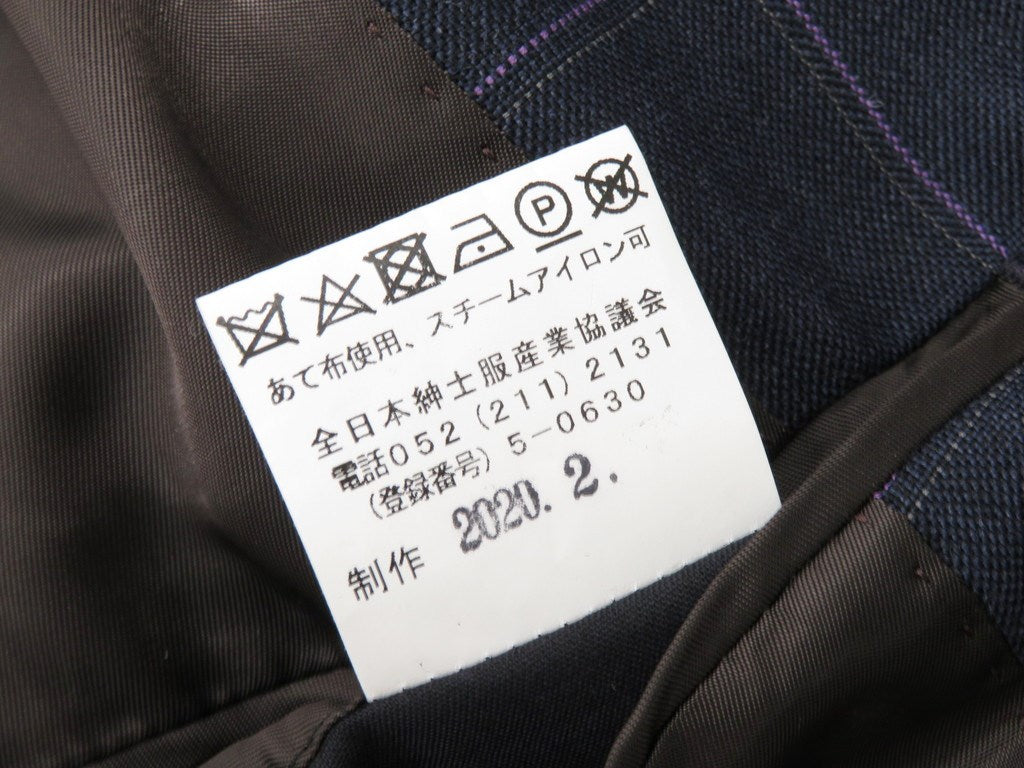 P W
あて布使用、スチームアイロン可
全日本紳士服産業協議会
電話052（211）2131
（登録番号）5-0630
制作 2020. 2.